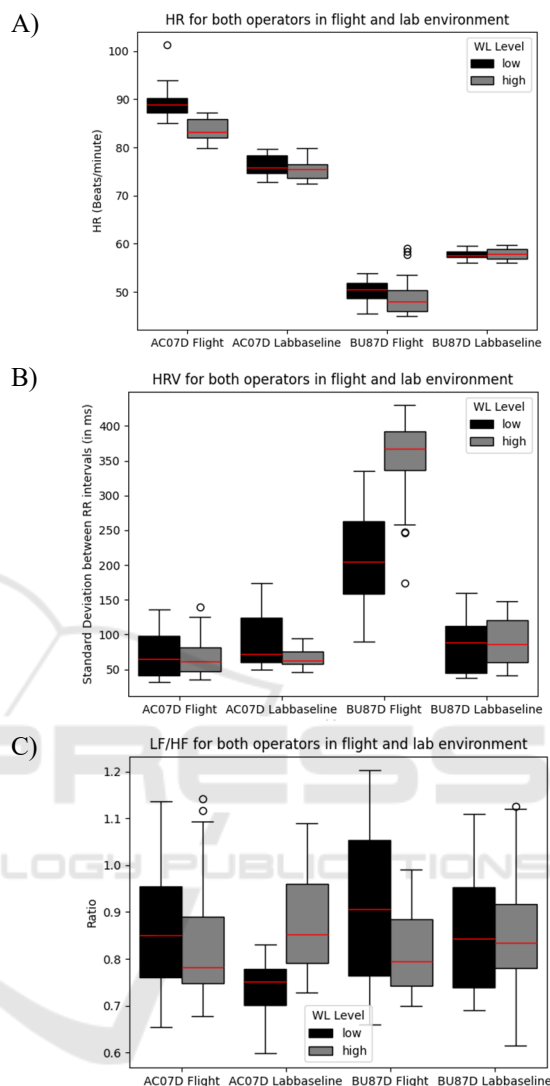 A)
HR for both operators in flight and lab environment
WL Level
low
high
HR (Beats/minute)
100
90
80
70
60
50
AC07D Flight AC07D Labbaseline BU87D Flight BU87D Labbaseline
B)
HRV for both operators in flight and lab environment
WL Level
low
high
Standard Deviation between RR intervals (in ms)
400
350
300
250
200
150
100
50
AC07D Flight AC07D Labbaseline BU87D Flight BU87D Labbaseline
C)
LF/HF for both operators in flight and lab environment
PRESS
LOGY PUBLICATIONS
Ratio
1.2
1.1
1.0
0.9
0.8
0.7
0.6
WL Level
low
high
AC07D Flight AC07D Labbaseline BU87D Flight BU87D Labbaseline